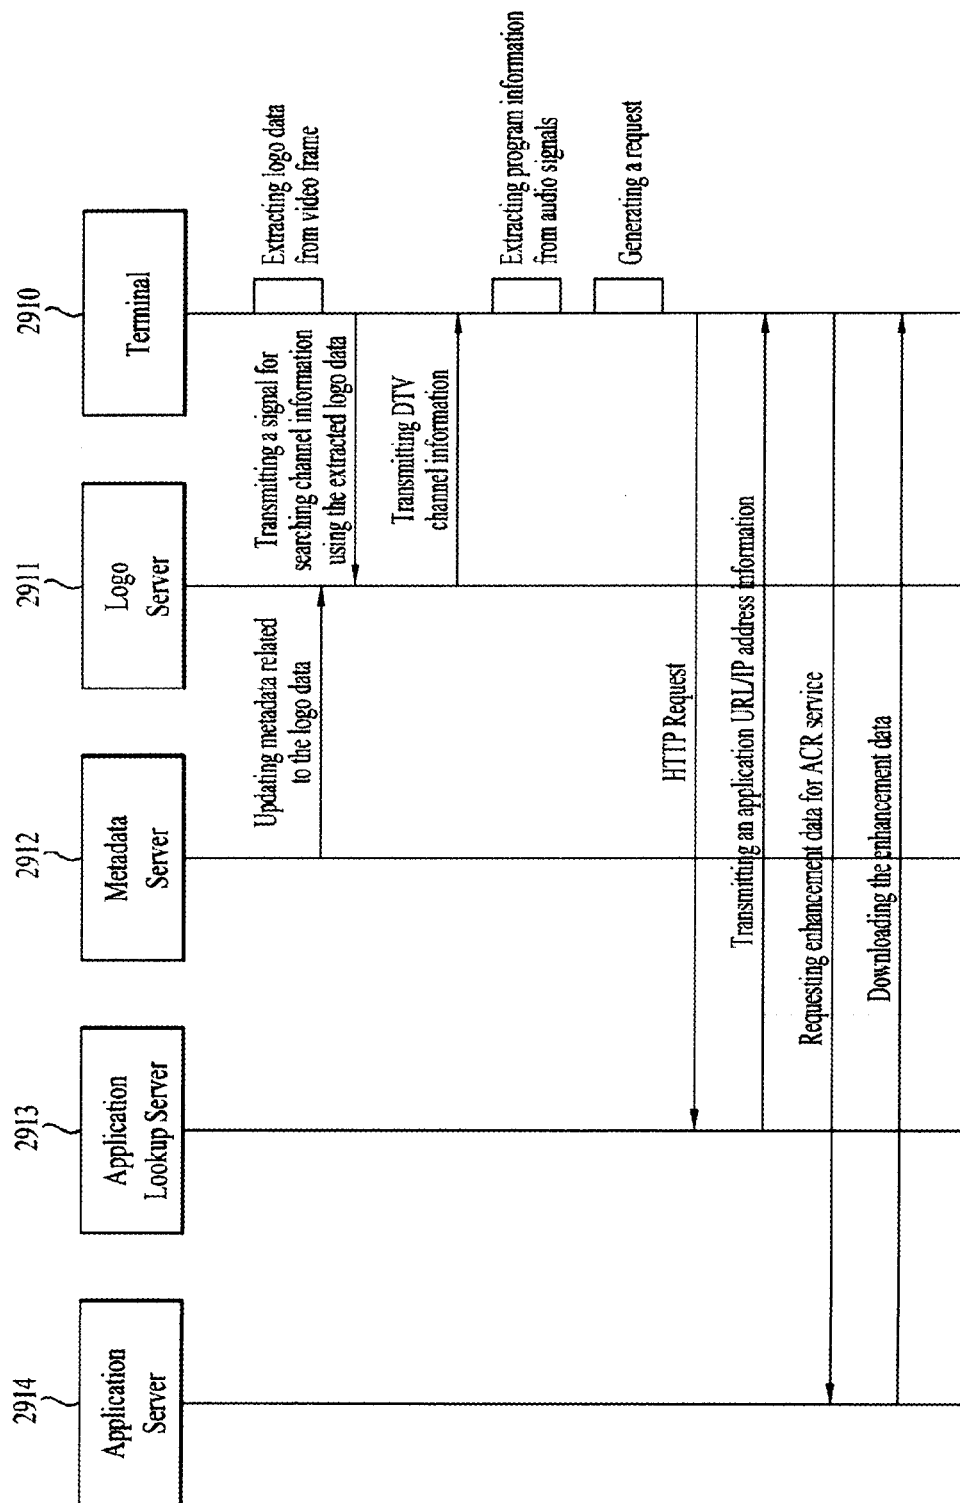 2910
Terminal
2911
Logo
Server
2912
Metadata
Server
2913
Application
Lookup Server
2914
Application
Server
Extracting logo data
from video frame
Updating metadata related
to the logo data
Transmitting a signal for
searching channel information
using the extracted logo data
Transmitting DTV
channel information
Extracting program information
from audio signals
Generating a request
HTTP Request
Transmitting an application URL/IP address information
Requesting enhancement data for ACR service
Downloading the enhancement data